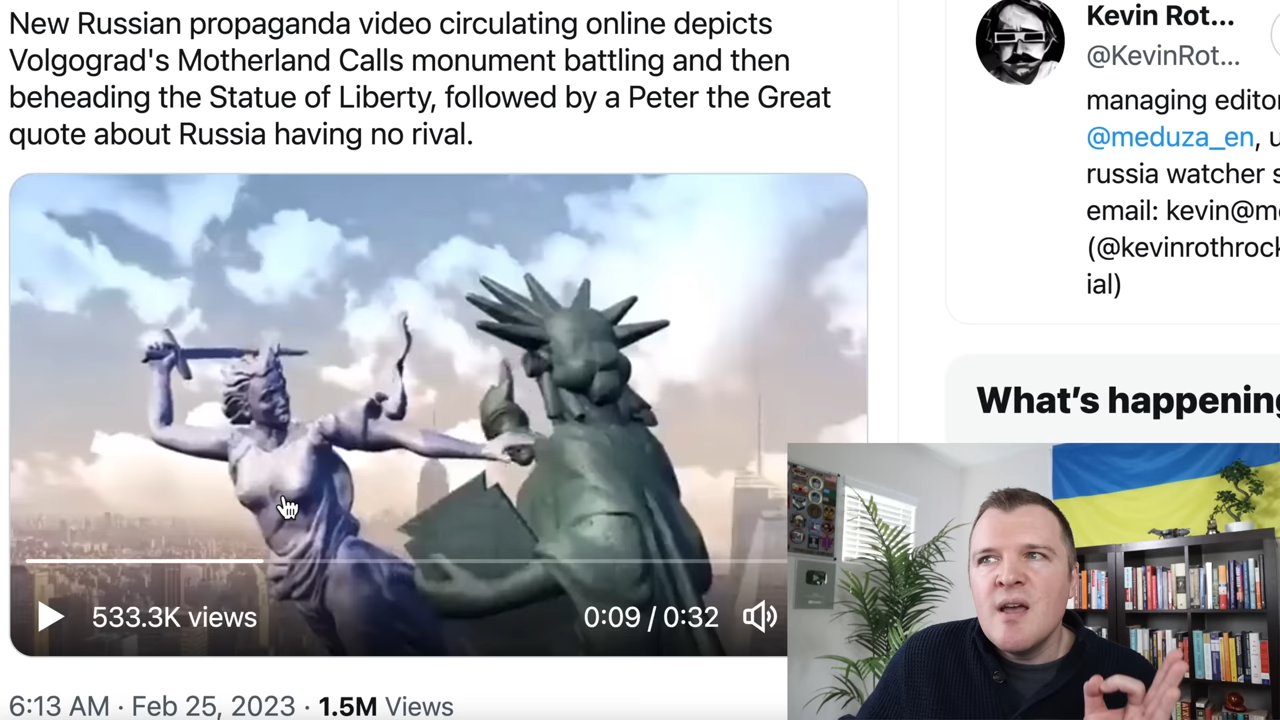 New Russian propaganda video circulating online depicts
Volgograd's Motherland Calls monument battling and then
beheading the Statue of Liberty, followed by a Peter the Great
quote about Russia having no rival.
533.3K views
0:09 / 0:32
6:13 AM · Feb 25, 2023 · 1.5M Views
Kevin Rot...
@KevinRot...
managing editor
@meduza_en, u
russia watcher s
email: kevin@me
(@kevinrothrock
ial)
What's happening